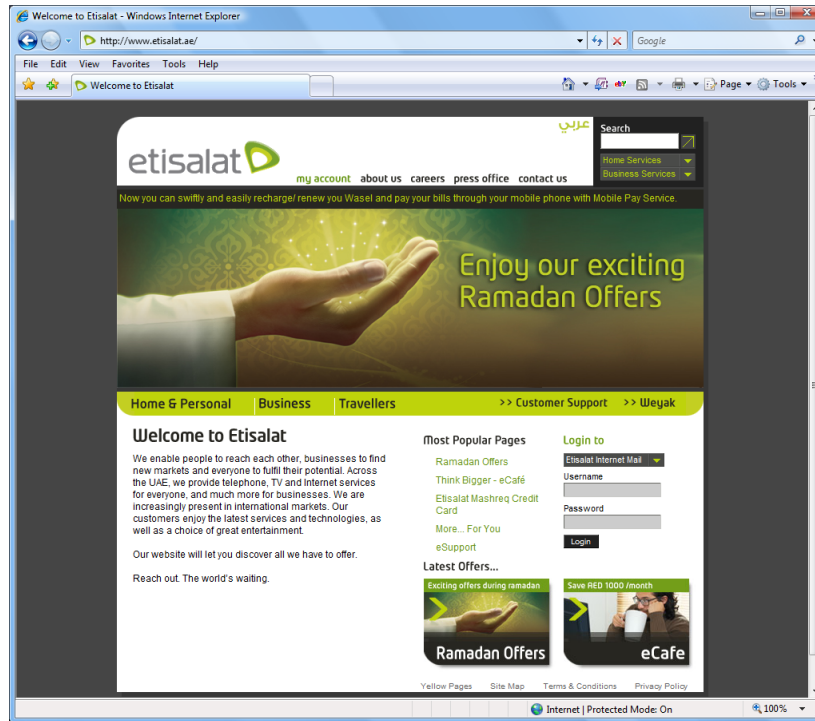 Welcome to Etisalat - Windows Internet Explorer
http://www.etisalat.ae/
Google
File Edit View Favorites Tools Help
Welcome to Etisalat
Page Tools
عربي
Search
etisalat
Home Services
Business Services
my account about us careers press office contact us
Now you can swiftly and easily recharge/ renew you Wasel and pay your bills through your mobile phone with Mobile Pay Service.
Enjoy our exciting
Ramadan Offers
Home & Personal Business Travellers >> Customer Support >> Weyak
Welcome to Etisalat
We enable people to reach each other, businesses to find
new markets and everyone to fulfil their potential. Across
the UAE, we provide telephone, TV and Internet services
for everyone, and much more for businesses. We are
increasingly present in international markets. Our
customers enjoy the latest services and technologies, as
well as a choice of great entertainment.
Our website will let you discover all we have to offer.
Reach out. The world's waiting.
Most Popular Pages
Ramadan Offers
Think Bigger - eCafé
Etisalat Mashreq Credit
Card
More... For You
eSupport
Login to
Etisalat Internet Mail
Username
Password
Login
Latest Offers...
Exciting offers during ramadan
Ramadan Offers
Save AED 1000 /month
eCafe
Yellow Pages Site Map Terms & Conditions Privacy Policy
Internet | Protected Mode: On 100%